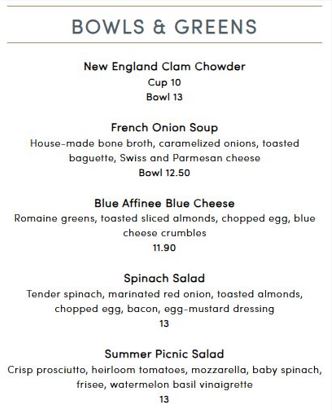 BOWLS & GREENS
New England Clam Chowder
Cup 10
Bowl 13
French Onion Soup
House-made bone broth, caramelized onions, toasted
baguette, Swiss and Parmesan cheese
Bowl 12.50
Blue Affinee Blue Cheese
Romaine greens, toasted sliced almonds, chopped egg, blue
cheese crumbles
11.90
Spinach Salad
Tender spinach, marinated red onion, toasted almonds,
chopped egg, bacon, egg-mustard dressing
13
Summer Picnic Salad
Crisp prosciutto, heirloom tomatoes, mozzarella, baby spinach,
frisee, watermelon basil vinaigrette
13